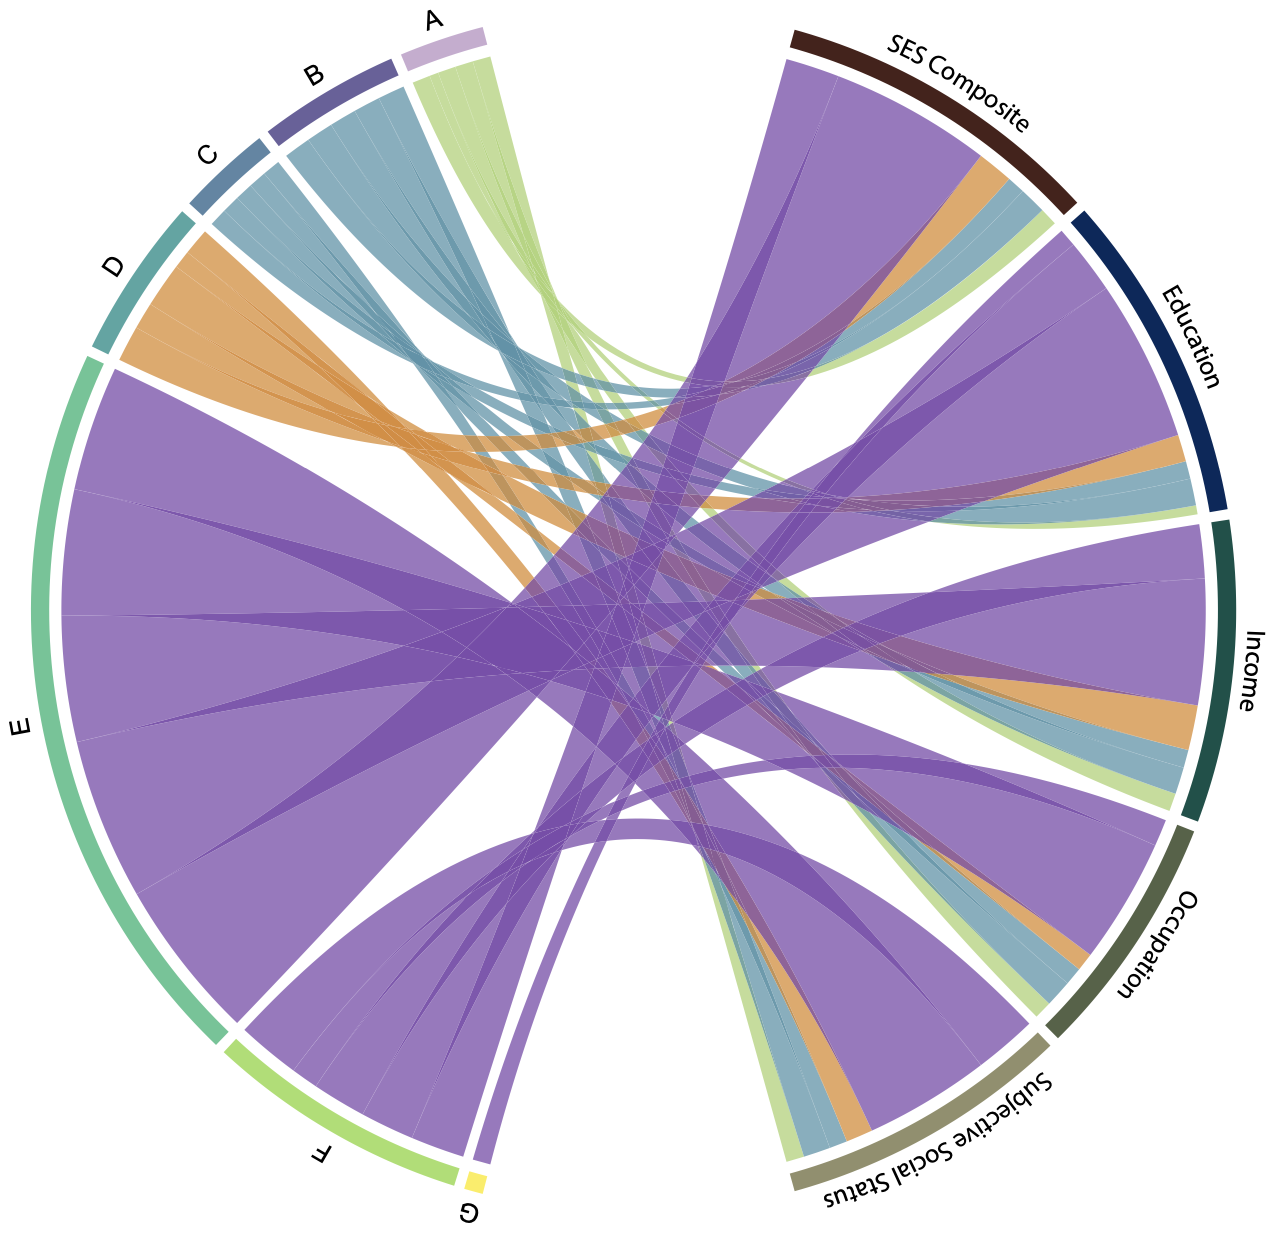 A
B
C
D
E
F
G
SES Composite
Education
Income
Occupation
Subjective Social Status